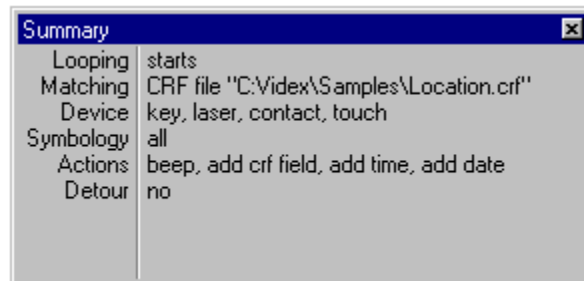 Summary
Looping starts
Matching CRF file "C:Videx\Samples\Location.crf"
Device key, laser, contact, touch
Symbology all
Actions beep, add crf field, add time, add date
Detour no